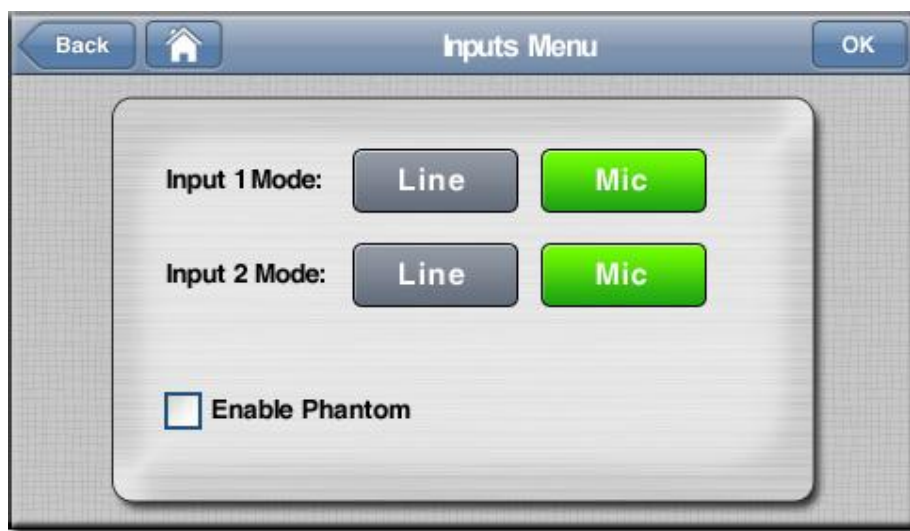 Back Inputs Menu OK
Input 1 Mode: Line Mic
Input 2 Mode: Line Mic
Enable Phantom